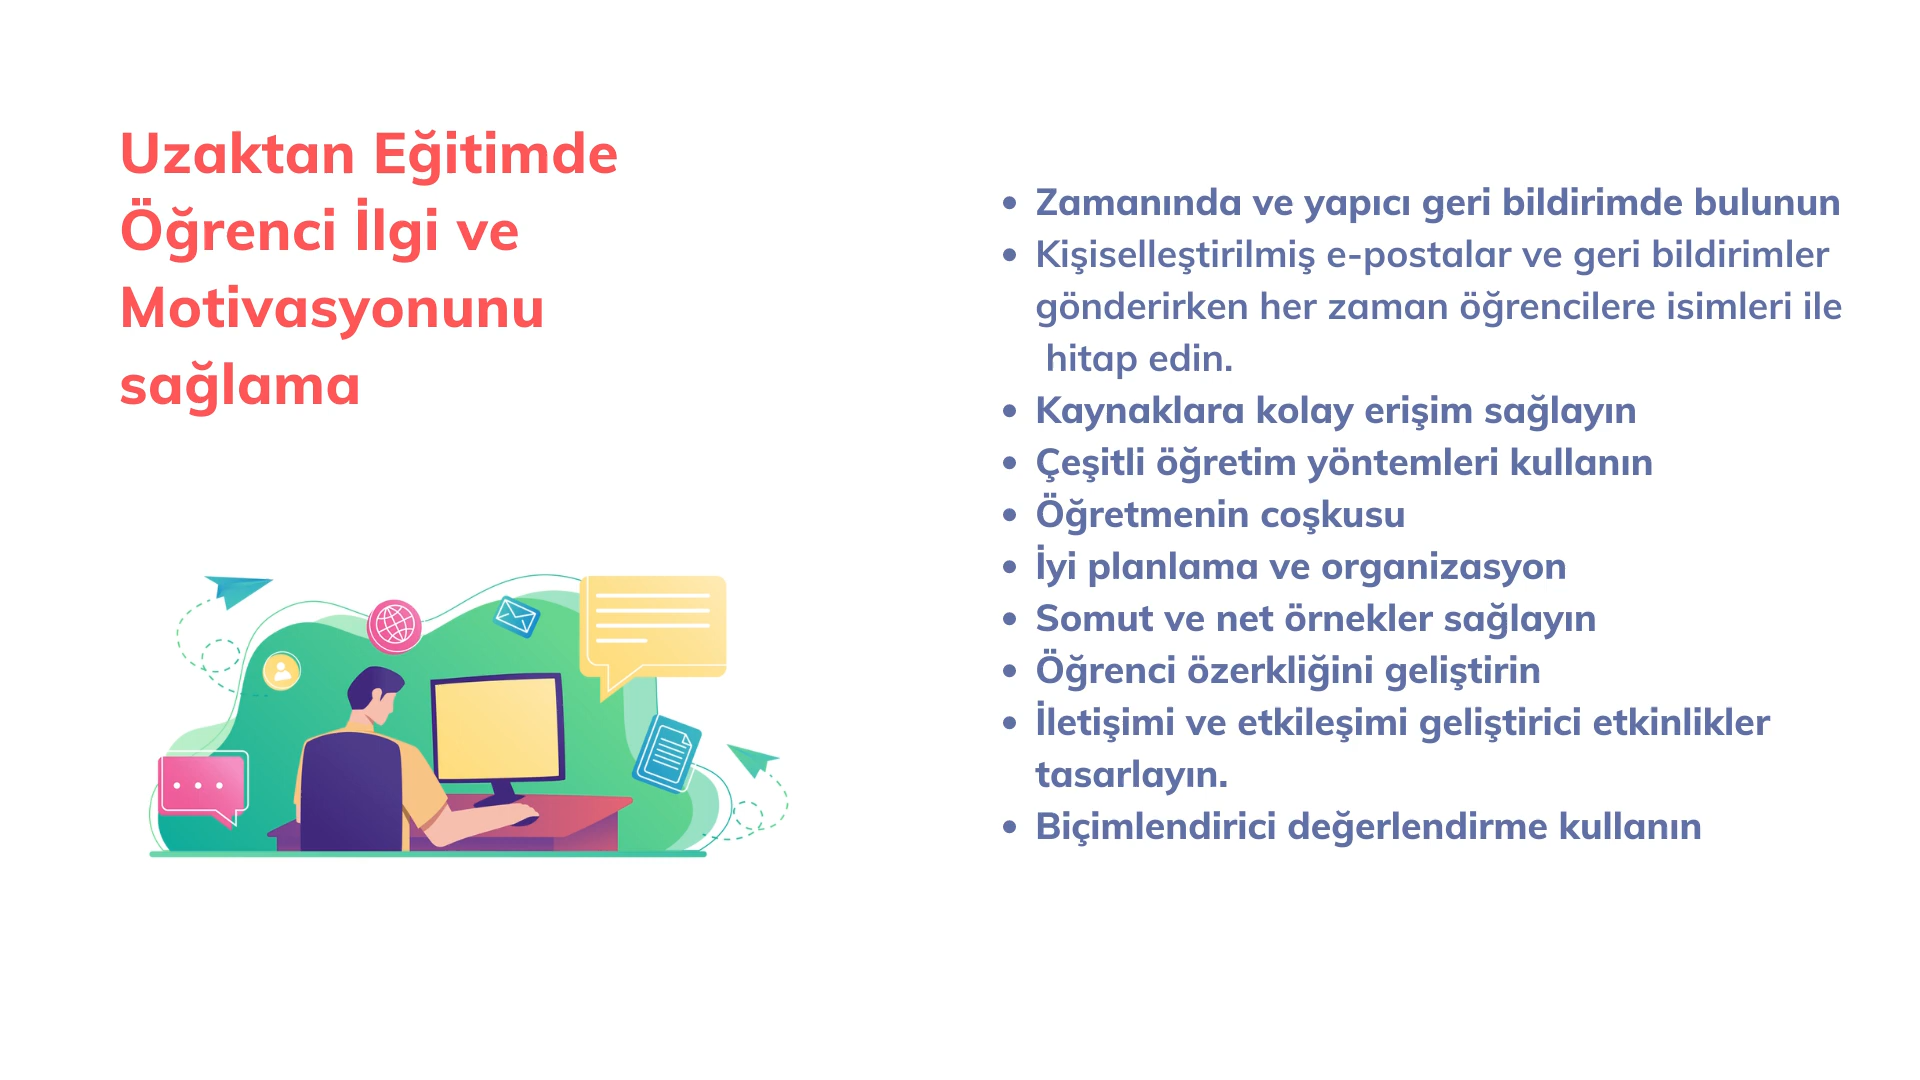 Uzaktan Eğitimde
Öğrenci İlgi ve
Motivasyonunu
sağlama
• Zamanında ve yapıcı geri bildirimde bulunun
• Kişiselleştirilmiş e-postalar ve geri bildirimler
gönderirken her zaman öğrencilere isimleri ile
hitap edin.
• Kaynaklara kolay erişim sağlayın
• Çeşitli öğretim yöntemleri kullanın
• Öğretmenin coşkusu
• İyi planlama ve organizasyon
• Somut ve net örnekler sağlayın
• Öğrenci özerkliğini geliştirin
• İletişimi ve etkileşimi geliştirici etkinlikler
tasarlayın.
• Biçimlendirici değerlendirme kullanın